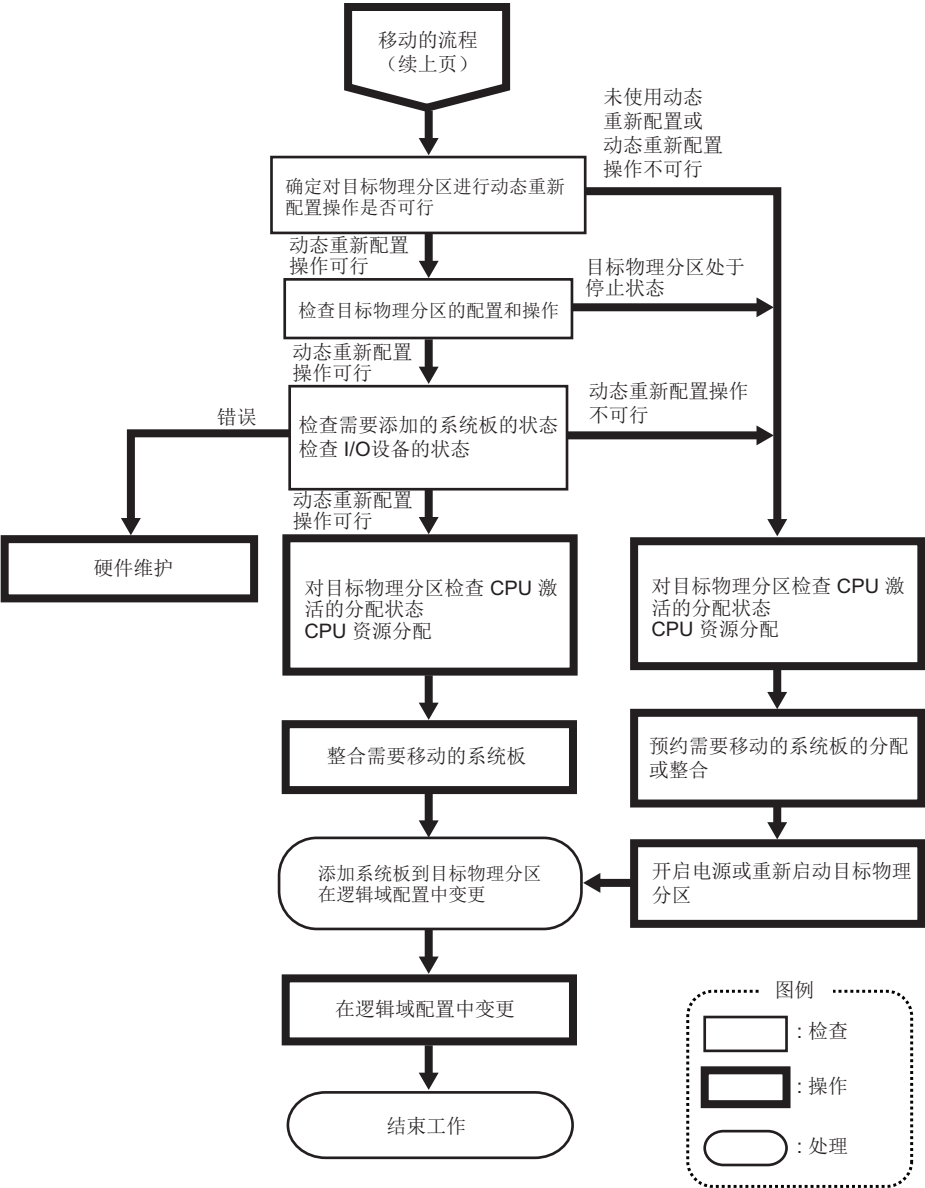 移动的流程
（续上页）
未使用动态
重新配置或
动态重新配置
操作不可行
确定对目标物理分区进行动态重新
配置操作是否可行
动态重新配置
操作可行
目标物理分区处于
停止状态
检查目标物理分区的配置和操作
动态重新配置
操作可行
动态重新配置操作
不可行
错误
检查需要添加的系统板的状态
检查 I/O设备的状态
动态重新配置
操作可行
硬件维护
对目标物理分区检查 CPU 激
活的分配状态
CPU 资源分配
对目标物理分区检查 CPU 激
活的分配状态
CPU 资源分配
整合需要移动的系统板
预约需要移动的系统板的分配
或整合
添加系统板到目标物理分区
在逻辑域配置中变更
开启电源或重新启动目标物理
分区
在逻辑域配置中变更
结束工作
图例
: 检查
: 操作
: 处理